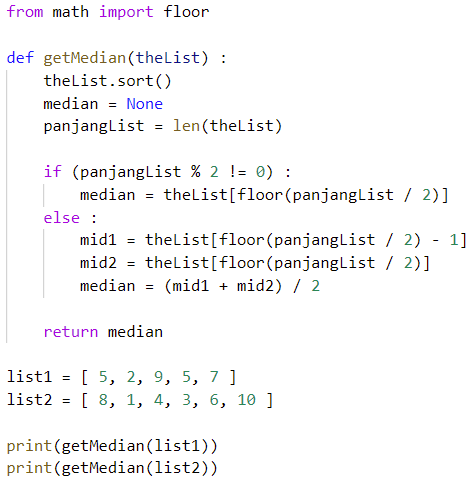 from math import floor
def getMedian(theList) :
    theList.sort()
    median = None
    panjangList = len(theList)
    if (panjangList % 2 != 0) :
        median = theList[floor(panjangList / 2)]
    else :
        mid1 = theList[floor(panjangList / 2) - 1]
        mid2 = theList[floor(panjangList / 2)]
        median = (mid1 + mid2) / 2
    return median
list1 = [ 5, 2, 9, 5, 7 ]
list2 = [ 8, 1, 4, 3, 6, 10 ]
print(getMedian(list1))
print(getMedian(list2))